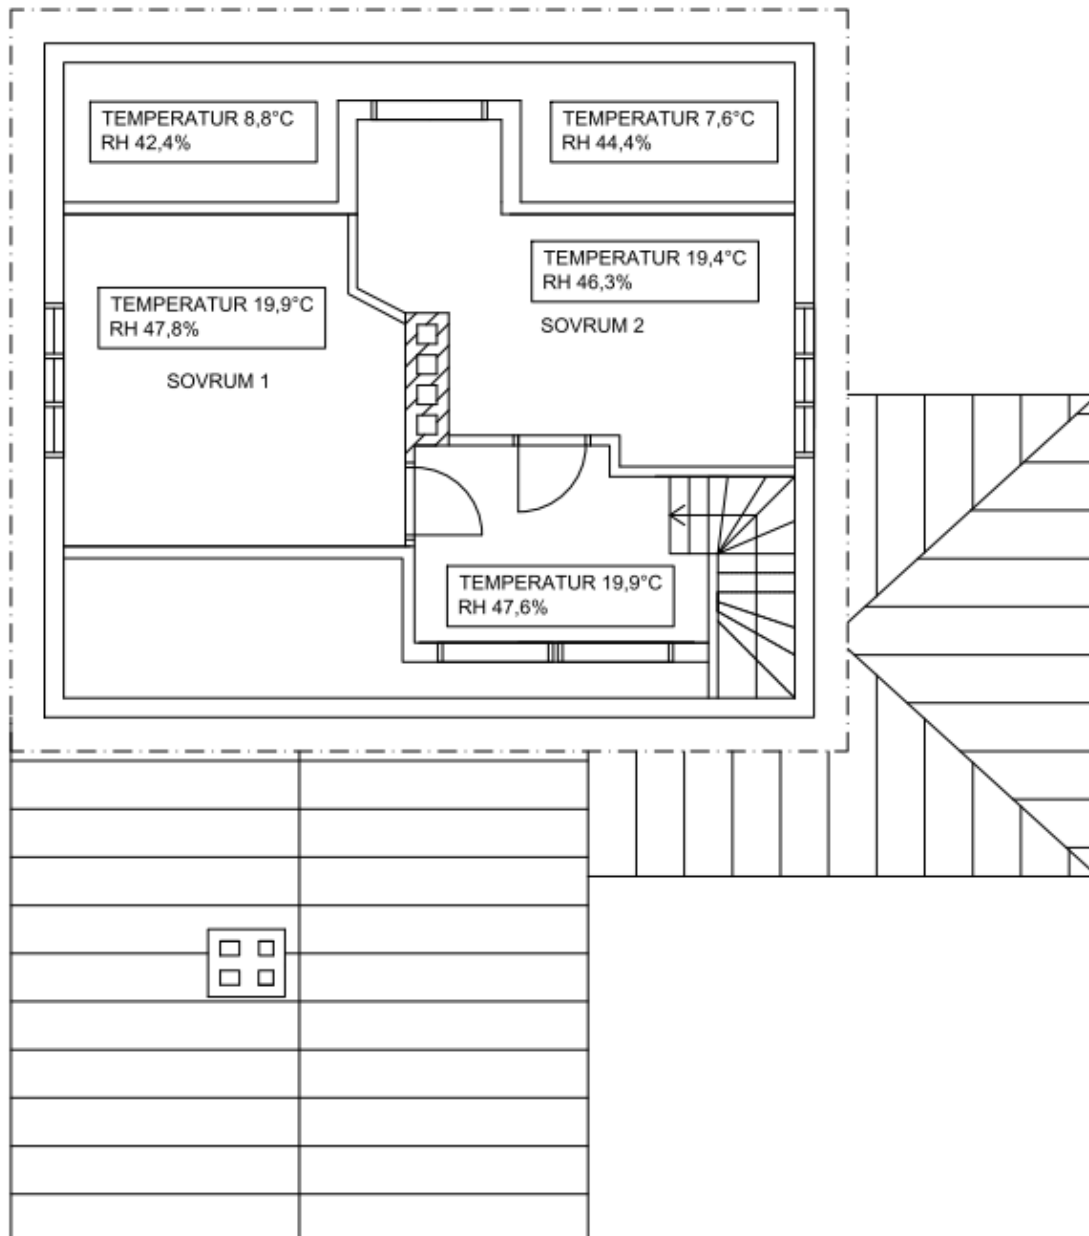 TEMPERATUR 8,8°C
RH 42,4%
TEMPERATUR 7,6°C
RH 44,4%
TEMPERATUR 19,4°C
RH 46,3%
SOVRUM 2
TEMPERATUR 19,9°C
RH 47,8%
SOVRUM 1
TEMPERATUR 19,9°C
RH 47,6%